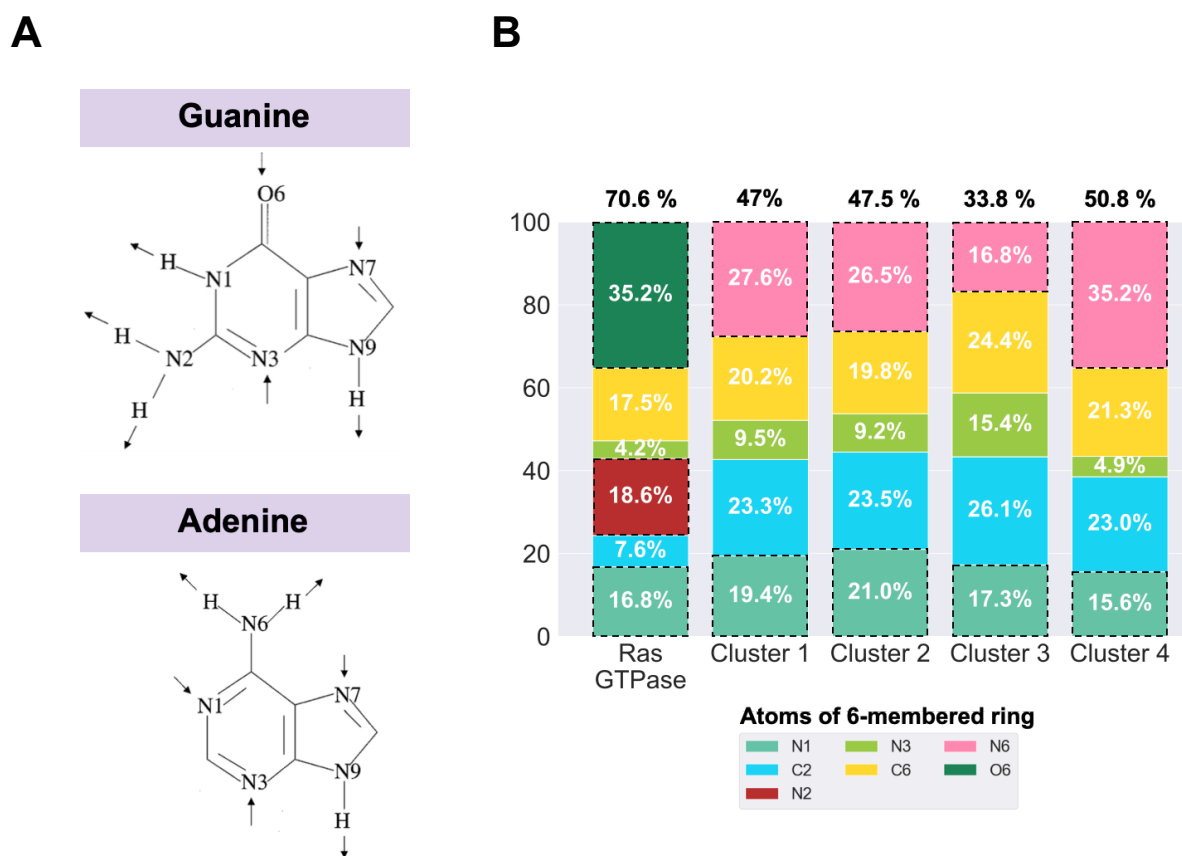 A
Guanine
O6
H
N1
N7
H
N2
N3
N9
H
H
Adenine
H
H
N6
N1
N7
N3
N9
H
B
70.6 %
47%
47.5 %
33.8 %
50.8 %
100
80
60
40
20
0
35.2%
17.5%
4.2%
18.6%
7.6%
16.8%
27.6%
20.2%
9.5%
23.3%
19.4%
26.5%
19.8%
9.2%
23.5%
21.0%
16.8%
24.4%
15.4%
26.1%
17.3%
35.2%
21.3%
4.9%
23.0%
15.6%
Ras
GTPase
Cluster 1
Cluster 2
Cluster 3
Cluster 4
Atoms of 6-membered ring
N1
C2
N2
N3
C6
N6
O6